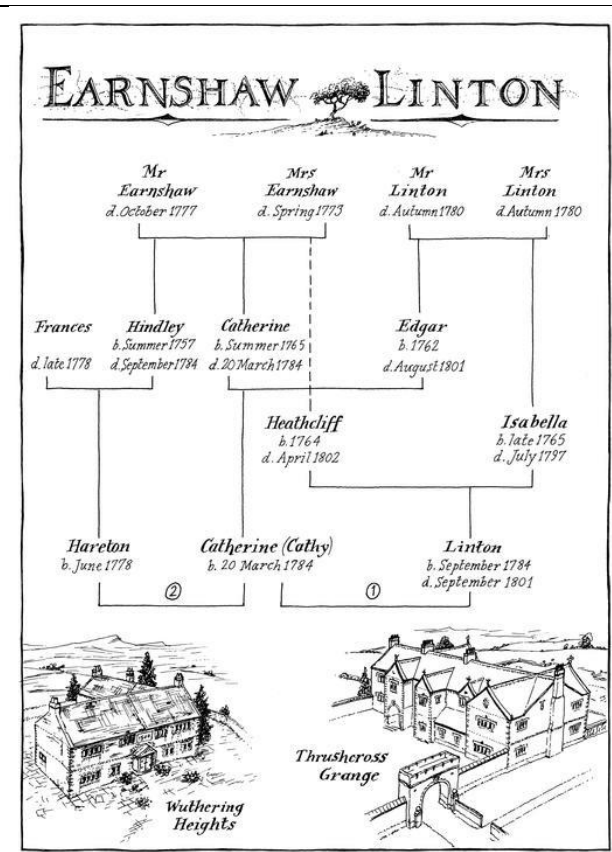 EARNSHAW LINTON
Mr Earnshaw
d. October 1777
Mrs Earnshaw
d. Spring 1773
Mr Linton
d. Autumn 1780
Mrs Linton
d. Autumn 1780
Frances
d. late 1778
Hindley
b. Summer 1757
d. September 1784
Catherine
b. Summer 1765
d. 20 March 1784
Edgar
b. 1762
d. August 1801
Heathcliff
b. 1764
d. April 1802
Isabella
b. late 1765
d. July 1797
Hareton
b. June 1778
Catherine (Cathy)
b. 20 March 1784
Linton
b. September 1784
d. September 1801
2
1
Thrushcross
Grange
Wuthering
Heights